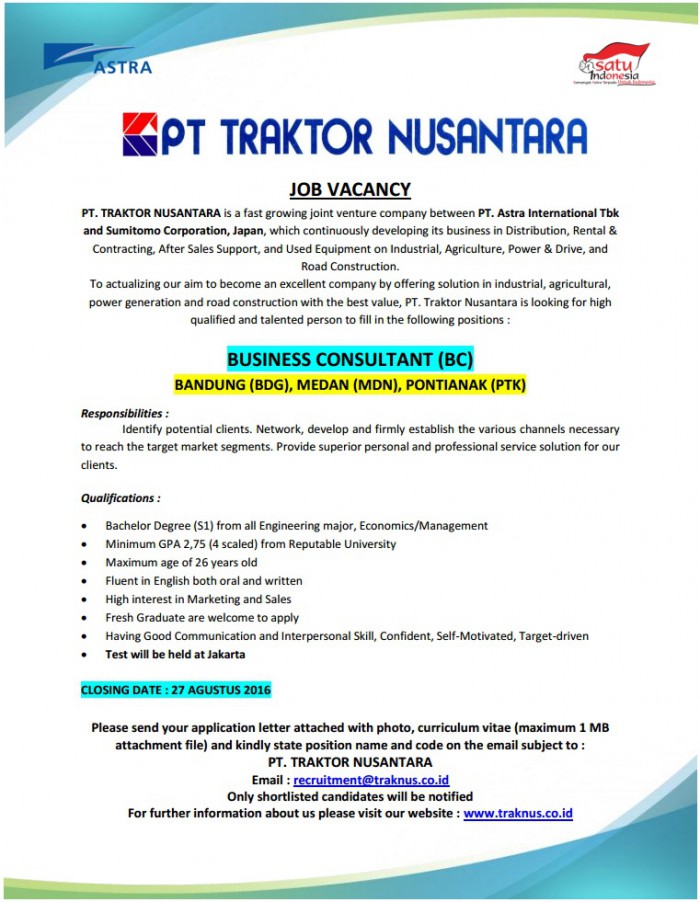 ASTRA
satu
indonesia
PT TRAKTOR NUSANTARA
JOB VACANCY
PT. TRAKTOR NUSANTARA is a fast growing joint venture company between PT. Astra International Tbk
and Sumitomo Corporation, Japan, which continuously developing its business in Distribution, Rental &
Contracting, After Sales Support, and Used Equipment on Industrial, Agriculture, Power & Drive, and
Road Construction.
To actualizing our aim to become an excellent company by offering solution in industrial, agricultural,
power generation and road construction with the best value, PT. Traktor Nusantara is looking for high
qualified and talented person to fill in the following positions :
BUSINESS CONSULTANT (BC)
BANDUNG (BDG), MEDAN (MDN), PONTIANAK (PTK)
Responsibilities :
Identify potential clients. Network, develop and firmly establish the various channels necessary
to reach the target market segments. Provide superior personal and professional service solution for our
clients.
Qualifications :
• Bachelor Degree (S1) from all Engineering major, Economics/Management
• Minimum GPA 2,75 (4 scaled) from Reputable University
• Maximum age of 26 years old
• Fluent in English both oral and written
• High interest in Marketing and Sales
• Fresh Graduate are welcome to apply
• Having Good Communication and Interpersonal Skill, Confident, Self-Motivated, Target-driven
• Test will be held at Jakarta
CLOSING DATE : 27 AGUSTUS 2016
Please send your application letter attached with photo, curriculum vitae (maximum 1 MB
attachment file) and kindly state position name and code on the email subject to :
PT. TRAKTOR NUSANTARA
Email : recruitment@traknus.co.id
Only shortlisted candidates will be notified
For further information about us please visit our website : www.traknus.co.id